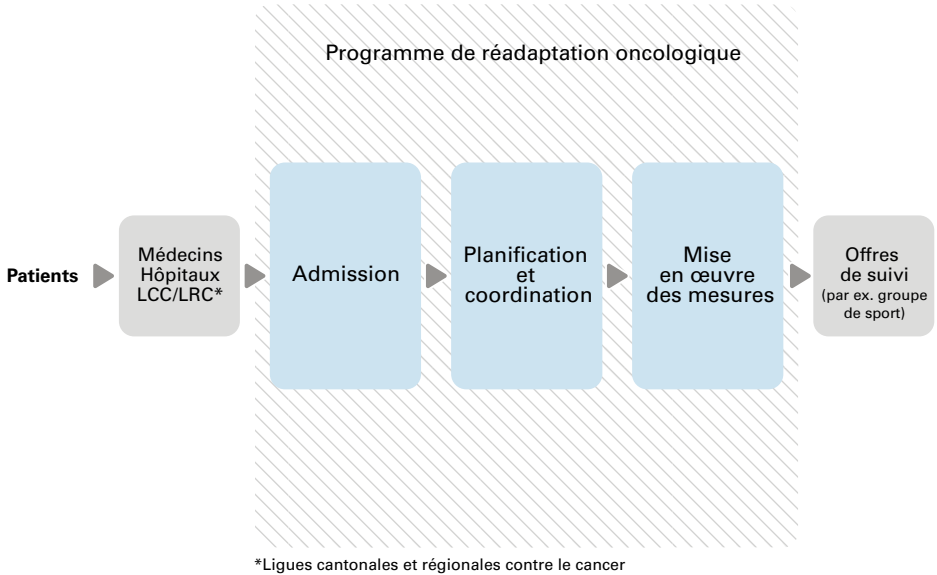 Programme de réadaptation oncologique
Patients
Médecins
Hôpitaux
LCC/LRC*
Admission
Planification
et
coordination
Mise
en œuvre
des mesures
Offres
de suivi
(par ex. groupe
de sport)
*Ligues cantonales et régionales contre le cancer